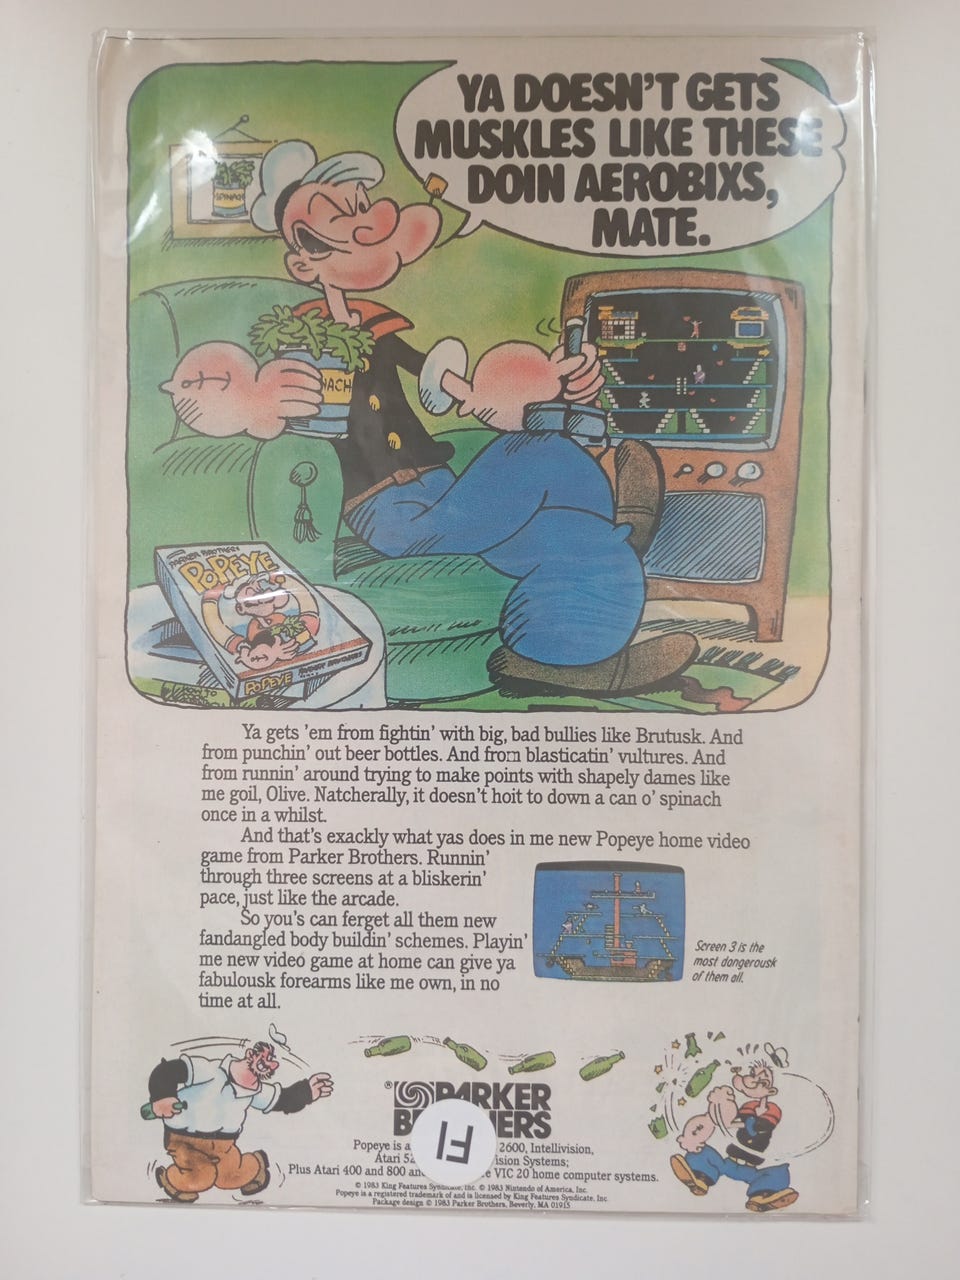 YA DOESN'T GETS
MUSKLES LIKE THESE
DOIN AEROBIXS,
MATE.
SPINACH
NACH
PARKER BROTHERS
POPEYE
POPEYE PARKER BROTHERS
HOW TO
Ya gets 'em from fightin' with big, bad bullies like Brutusk. And
from punchin' out beer bottles. And from blasticatin' vultures. And
from runnin' around trying to make points with shapely dames like
me goil, Olive. Natcherally, it doesn't hoit to down a can o' spinach
once in a whilst.
And that's exackly what yas does in me new Popeye home video
game from Parker Brothers. Runnin'
through three screens at a bliskerin'
pace, just like the arcade.
So you's can ferget all them new
fandangled body buildin' schemes. Playin'
me new video game at home can give ya
fabulousk forearms like me own, in no
time at all.
Screen 3 is the
most dangerousk
of them all.
® PARKER
B ERS
Popeye is a 2600, Intellivision,
Atari 52 ision Systems;
Plus Atari 400 and 800 an e VIC 20 home computer systems.
© 1983 King Features Syndicate, Inc. © 1983 Nintendo of America, Inc.
Popeye is a registered trademark of and is licensed by King Features Syndicate, Inc.
Package design © 1983 Parker Brothers, Beverly, MA 01915